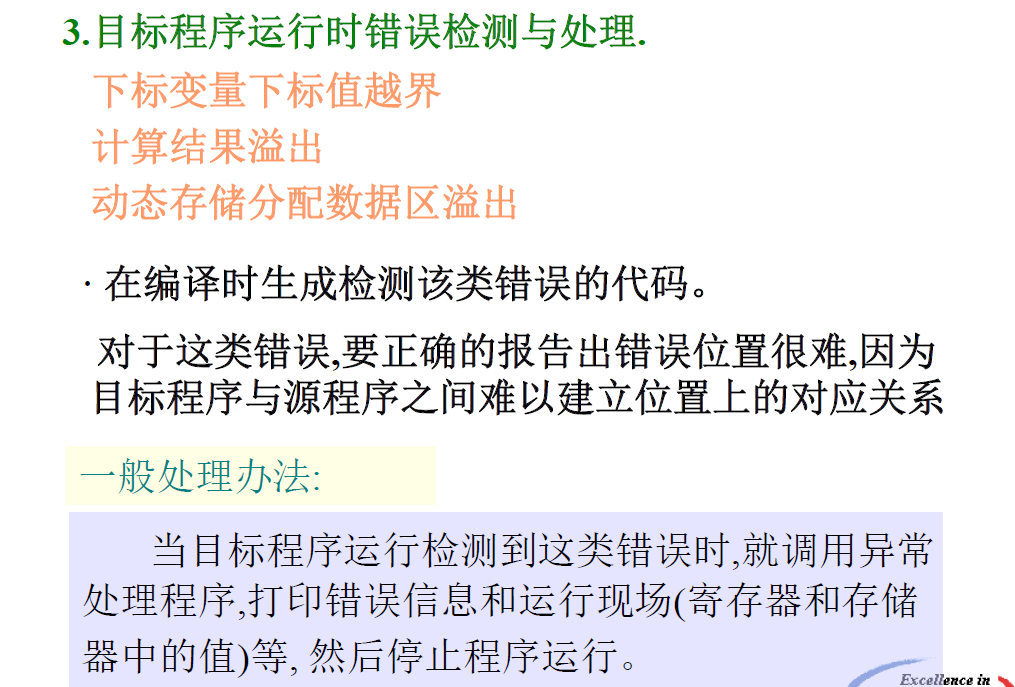 3.目标程序运行时错误检测与处理.
下标变量下标值越界
计算结果溢出
动态存储分配数据区溢出
· 在编译时生成检测该类错误的代码。
对于这类错误,要正确的报告出错误位置很难,因为
目标程序与源程序之间难以建立位置上的对应关系
一般处理办法:
当目标程序运行检测到这类错误时,就调用异常
处理程序,打印错误信息和运行现场(寄存器和存储
器中的值)等, 然后停止程序运行。
Excellence in